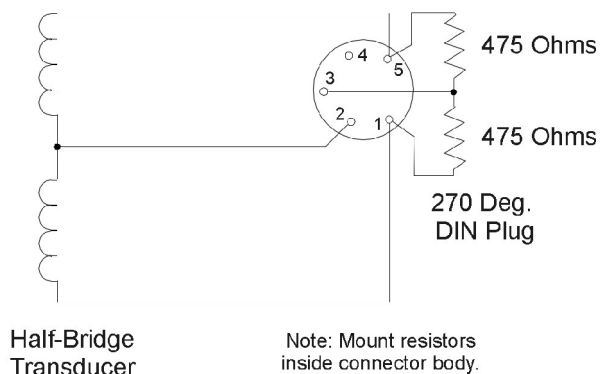 475 Ohms
4
5
3
2
1
475 Ohms
270 Deg.
DIN Plug
Half-Bridge
Transducer
Note: Mount resistors
inside connector body.